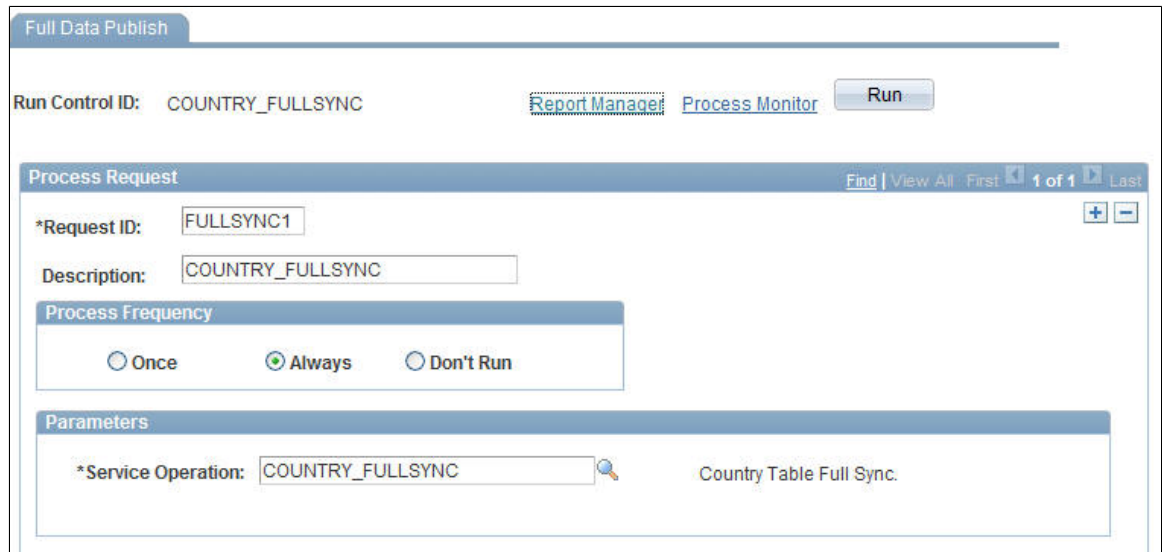 Full Data Publish
Run Control ID: COUNTRY_FULLSYNC Report Manager Process Monitor Run
Process Request Find | View All First 1 of 1 Last
*Request ID: FULLSYNC1
Description: COUNTRY_FULLSYNC
Process Frequency
Once Always Don't Run
Parameters
*Service Operation: COUNTRY_FULLSYNC Country Table Full Sync.